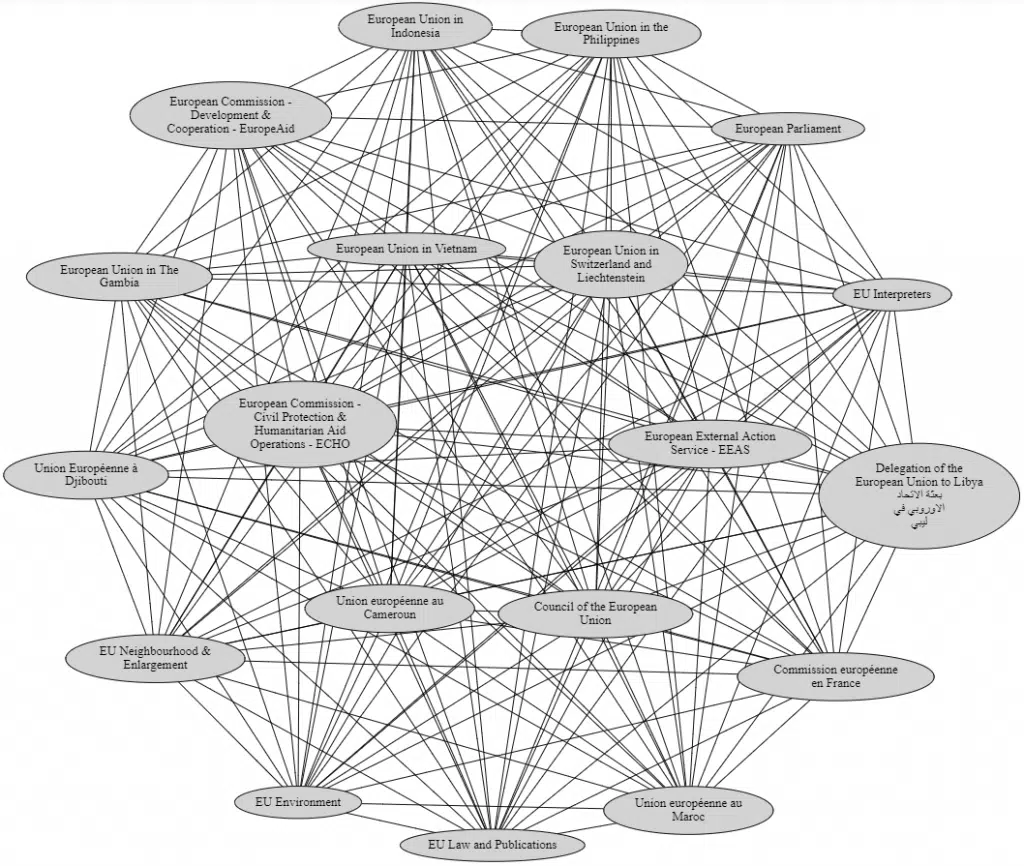 European Union in
Indonesia
European Union in the
Philippines
European Commission -
Development &
Cooperation - EuropeAid
European Parliament
European Union in Vietnam
European Union in
Switzerland and
Liechtenstein
European Union in The
Gambia
EU Interpreters
European Commission -
Civil Protection &
Humanitarian Aid
Operations - ECHO
European External Action
Service - EEAS
Union Européenne à
Djibouti
Delegation of the
European Union to Libya
بعثة الاتحاد
الاوروبي في
ليبي
Union européenne au
Cameroun
Council of the European
Union
EU Neighbourhood &
Enlargement
Commission européenne
en France
EU Environment
Union européenne au
Maroc
EU Law and Publications